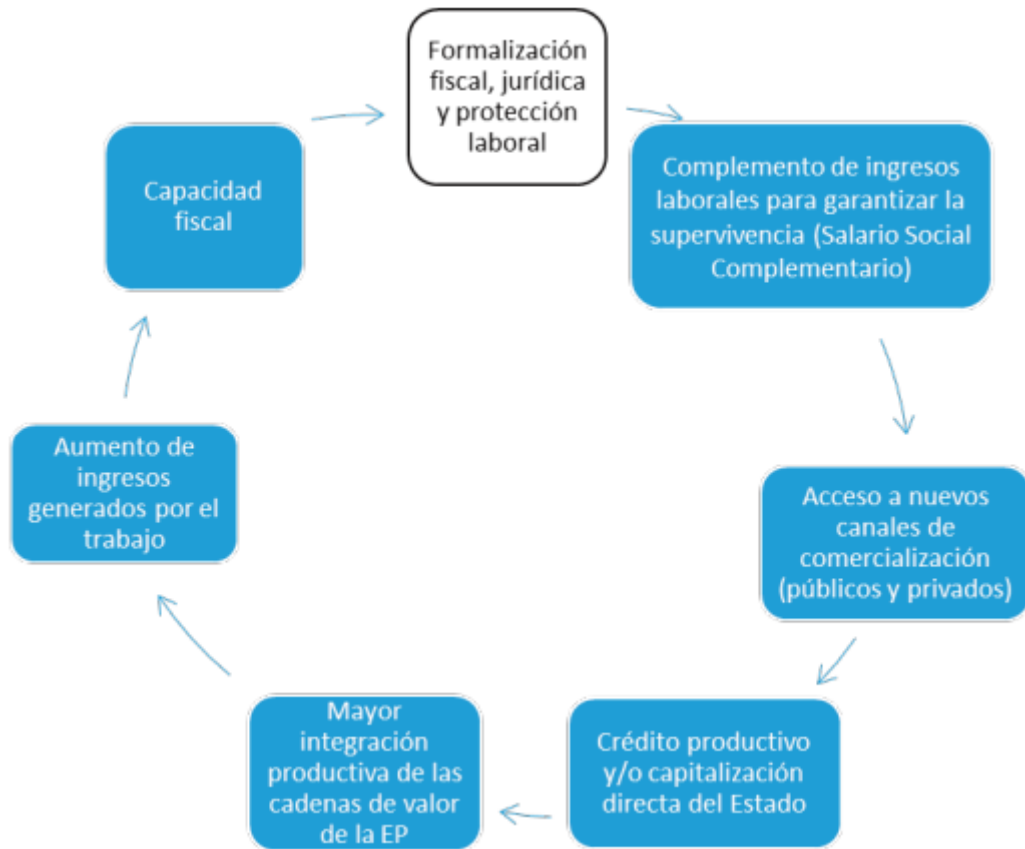 Formalización
fiscal, jurídica
y protección
laboral
Complemento de ingresos
laborales para garantizar la
supervivencia (Salario Social
Complementario)
Acceso a nuevos
canales de
comercialización
(públicos y privados)
Crédito productivo
y/o capitalización
directa del Estado
Mayor
integración
productiva de las
cadenas de valor
de la EP
Aumento de
ingresos
generados por el
trabajo
Capacidad
fiscal